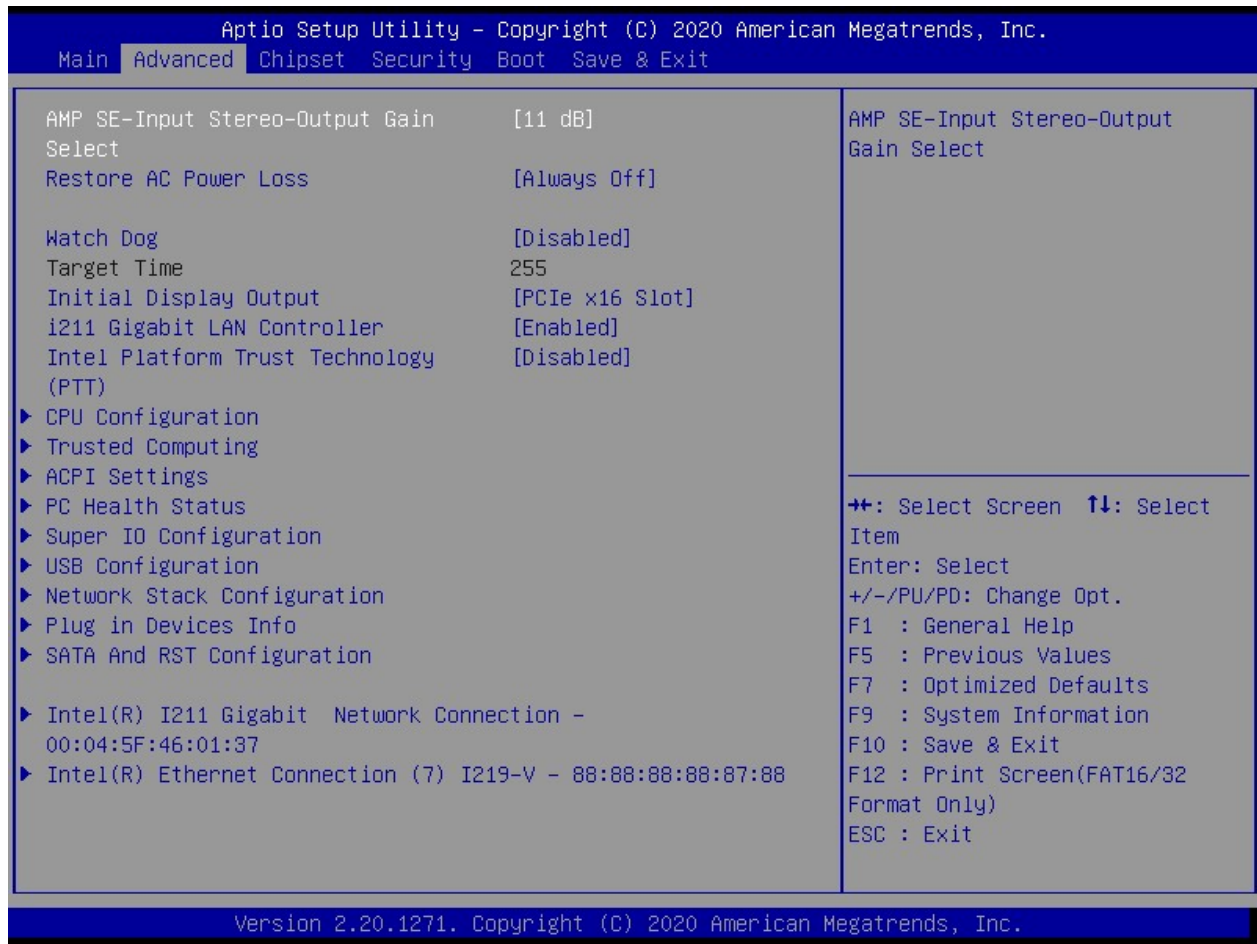 Aptio Setup Utility – Copyright (C) 2020 American Megatrends, Inc.
Main Advanced Chipset Security Boot Save & Exit
AMP SE-Input Stereo-Output Gain [11 dB]
Select
Restore AC Power Loss [Always Off]
Watch Dog [Disabled]
Target Time 255
Initial Display Output [PCIe x16 Slot]
i211 Gigabit LAN Controller [Enabled]
Intel Platform Trust Technology [Disabled]
(PTT)
CPU Configuration
Trusted Computing
ACPI Settings
PC Health Status
Super IO Configuration
USB Configuration
Network Stack Configuration
Plug in Devices Info
SATA And RST Configuration
Intel(R) I211 Gigabit  Network Connection –
00:04:5F:46:01:37
Intel(R) Ethernet Connection (7) I219-V – 88:88:88:88:87:88
AMP SE-Input Stereo-Output
Gain Select
→←: Select Screen ↑↓: Select
Item
Enter: Select
+/-/PU/PD: Change Opt.
F1 : General Help
F5 : Previous Values
F7 : Optimized Defaults
F9 : System Information
F10 : Save & Exit
F12 : Print Screen(FAT16/32
Format Only)
ESC : Exit
Version 2.20.1271. Copyright (C) 2020 American Megatrends, Inc.